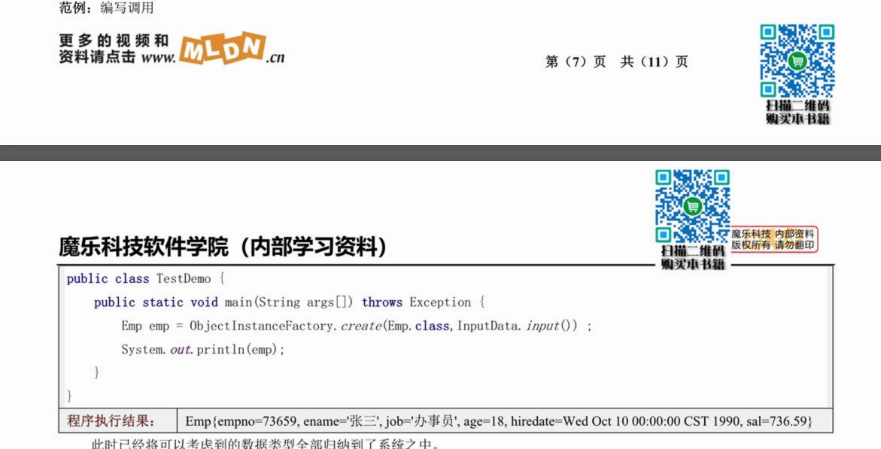 范例：编写调用
更多的视频和
资料请点击 www.MLDN.cn
第（7）页 共（11）页
扫描二维码
购买本书籍
扫描二维码
购买本书籍
魔乐科技 内部资料
版权所有 请勿翻印
魔乐科技软件学院（内部学习资料）
public class TestDemo {
public static void main(String args[]) throws Exception {
Emp emp = ObjectInstanceFactory.create(Emp.class,InputData.input()) ;
System.out.println(emp);
}
}
程序执行结果： Emp{empno=73659, ename='张三', job='办事员', age=18, hiredate=Wed Oct 10 00:00:00 CST 1990, sal=736.59}
此时已经将可以考虑到的数据类型全部归纳到了系统之中。